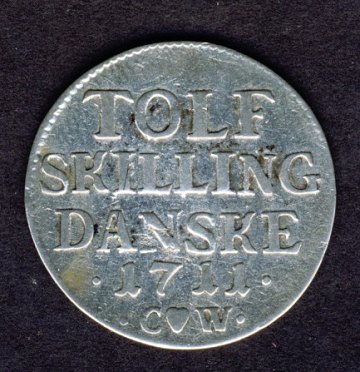 TOLF
SKILLING
DANSKE
·1711·
·C♥W·